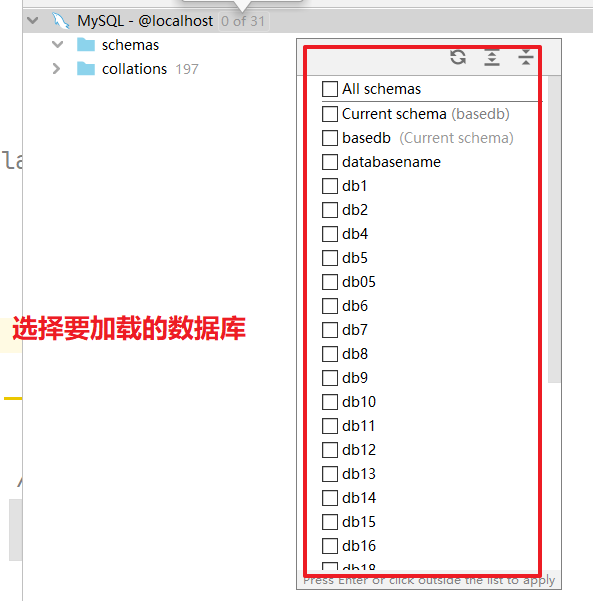 MySQL - @localhost 0 of 31
schemas
collations 197
la
All schemas
Current schema (basedb)
basedb (Current schema)
databasename
db1
db2
db4
db5
db05
db6
选择要加载的数据库
db7
db8
db9
db10
db11
db12
db13
db14
db15
db16
db18
Press Enter or click outside the list to apply